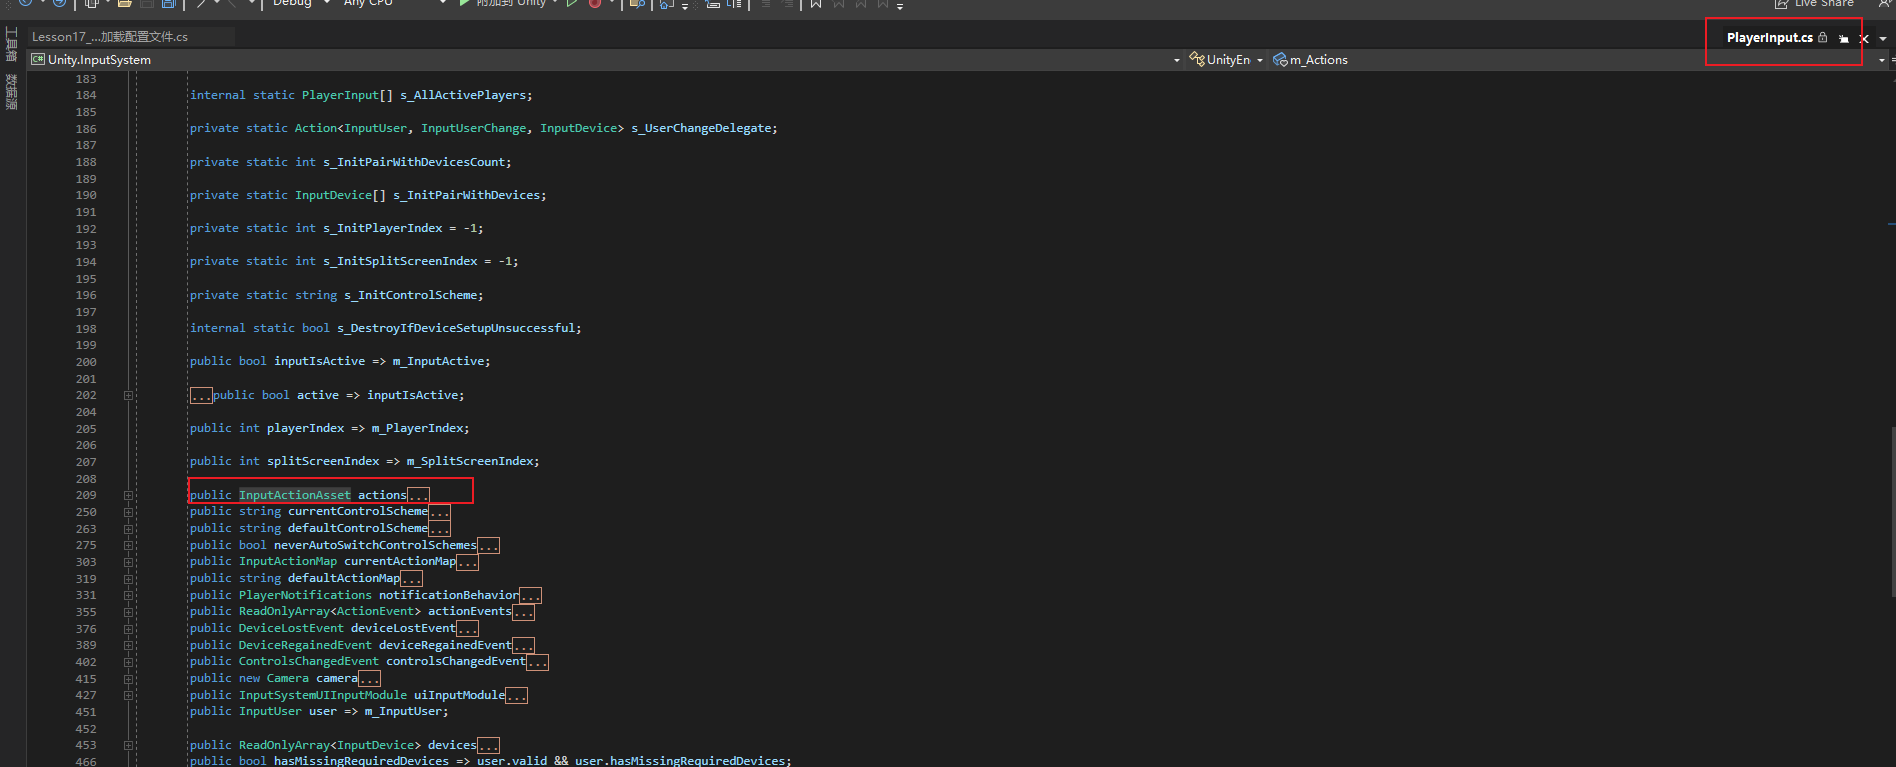 Debug
Any CPU
附加到 Unity
Live Share
工具箱
数据源
Lesson17_...加载配置文件.cs
PlayerInput.cs
C# Unity.InputSystem
UnityEn
m_Actions
183
184 internal static PlayerInput[] s_AllActivePlayers;
185
186 private static Action<InputUser, InputUserChange, InputDevice> s_UserChangeDelegate;
187
188 private static int s_InitPairWithDevicesCount;
189
190 private static InputDevice[] s_InitPairWithDevices;
191
192 private static int s_InitPlayerIndex = -1;
193
194 private static int s_InitSplitScreenIndex = -1;
195
196 private static string s_InitControlScheme;
197
198 internal static bool s_DestroyIfDeviceSetupUnsuccessful;
199
200 public bool inputIsActive => m_InputActive;
201
202 ...public bool active => inputIsActive;
204
205 public int playerIndex => m_PlayerIndex;
206
207 public int splitScreenIndex => m_SplitScreenIndex;
208
209 public InputActionAsset actions...
250 public string currentControlScheme...
263 public string defaultControlScheme...
275 public bool neverAutoSwitchControlSchemes...
303 public InputActionMap currentActionMap...
319 public string defaultActionMap...
331 public PlayerNotifications notificationBehavior...
355 public ReadOnlyArray<ActionEvent> actionEvents...
376 public DeviceLostEvent deviceLostEvent...
389 public DeviceRegainedEvent deviceRegainedEvent...
402 public ControlsChangedEvent controlsChangedEvent...
415 public new Camera camera...
427 public InputSystemUIInputModule uiInputModule...
451 public InputUser user => m_InputUser;
452
453 public ReadOnlyArray<InputDevice> devices...
466 public bool hasMissingRequiredDevices => user.valid && user.hasMissingRequiredDevices;